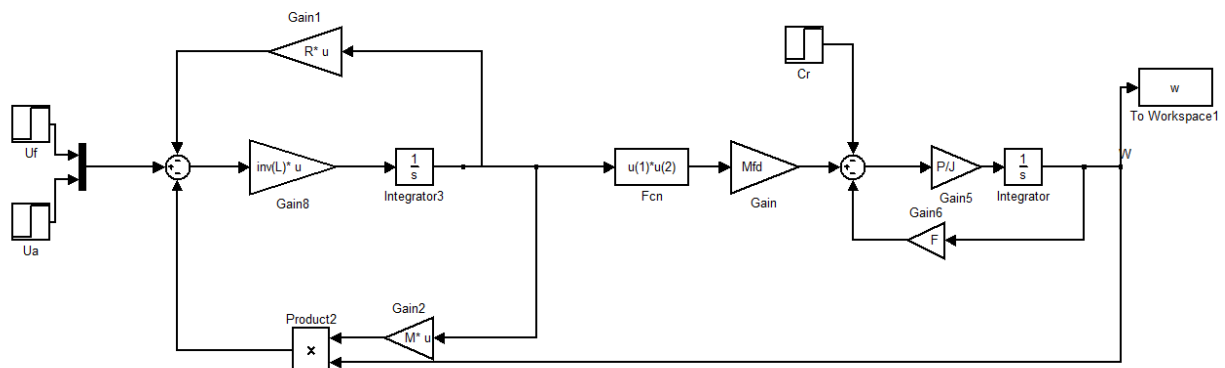 Gain1
R* u
Cr
w
To Workspace1
Uf
inv(L)* u
Gain8
1
s
Integrator3
u(1)*u(2)
Fcn
Mfd
Gain
P/J
Gain5
1
s
Integrator
W
Gain6
F
Ua
Gain2
M* u
Product2
x